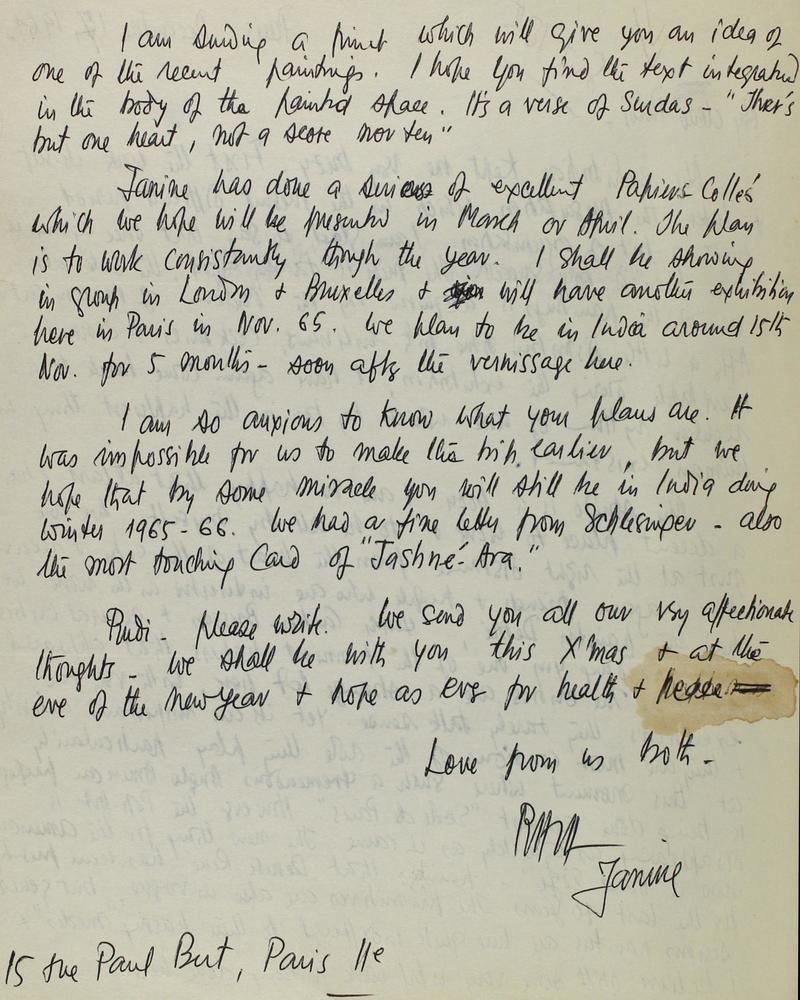 I am sending a print which will give you an idea of
one of the recent paintings. I hope you find the text integrated
in the body of the painted space. It's a verse of Surdas - "Ther's
but one heart, not a score nor ten"
Janine has done a series of excellent Papiers Collés
which we hope will be presented in March or April. The plan
is to work consistantly through the year. I shall be showing
in group in London & Bruxelles & will have another exhibition
here in Paris in Nov. 65. We plan to be in India around 15th
Nov. for 5 months - soon after the vernissage here.
I am so anxious to know what your plans are. It
was impossible for us to make the trip earlier, but we
hope that by some miracle you will still be in India during
Winter 1965-66. We had a fine letter from Schlesinger - also
the most touching Card of "Jashné-Ara."
Rudi - please write. We send you all our very affectionate
thoughts - We shall be with you this X'mas & at the
eve of the new year & hope as ever for health &
Love from us both -
Janine
15 rue Paul Bert, Paris 11e